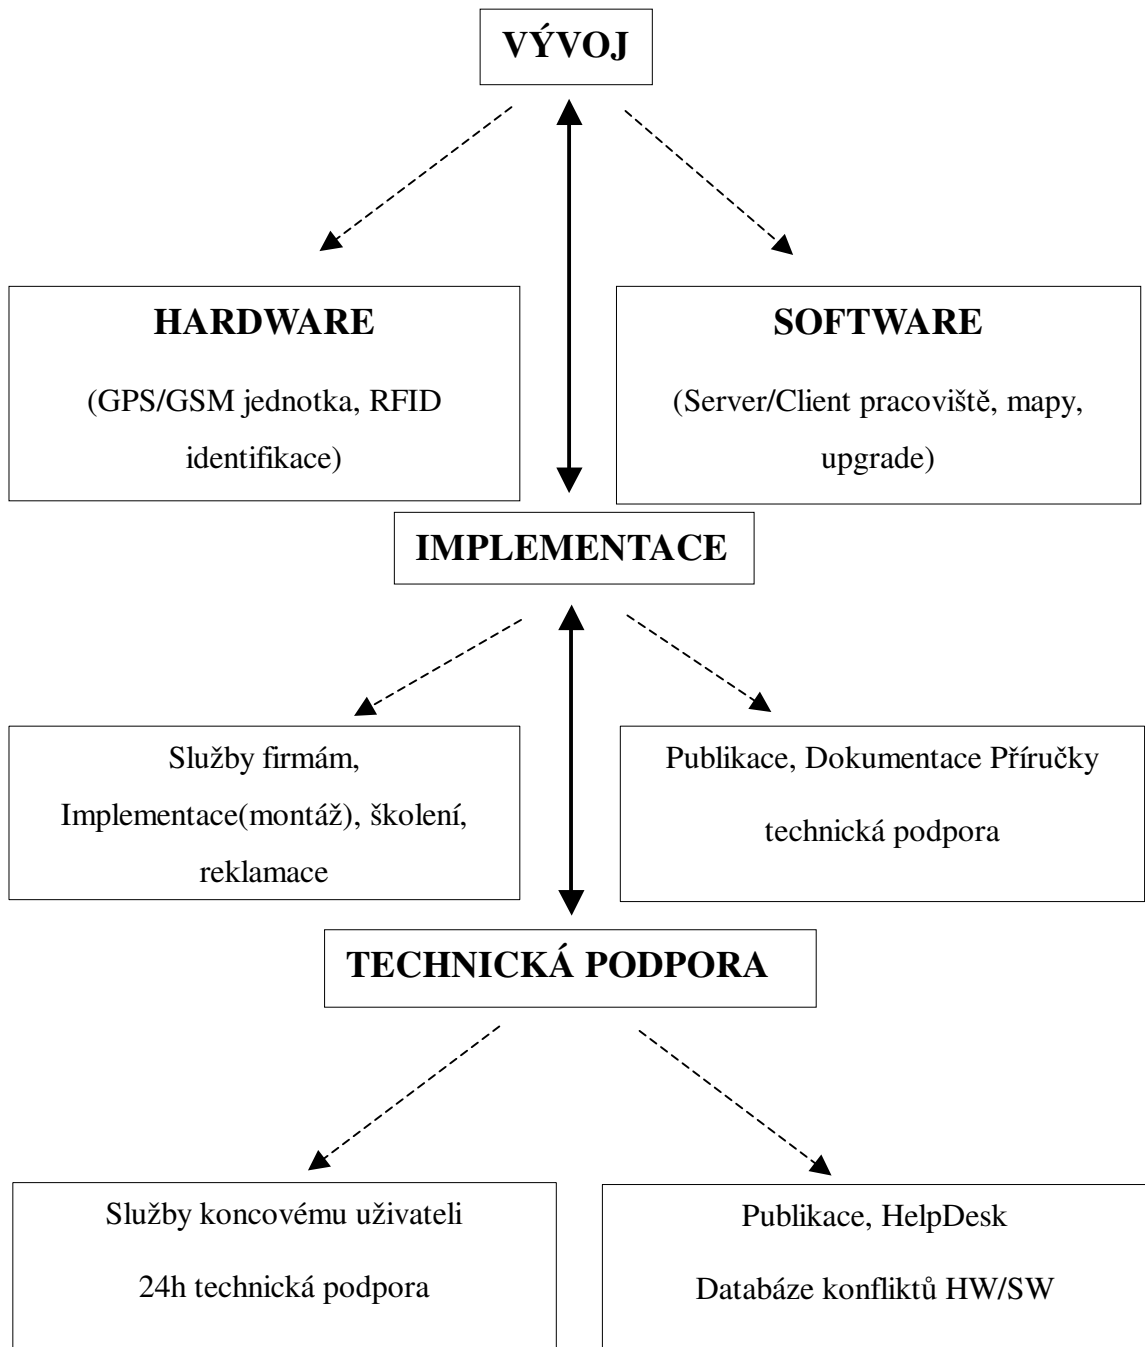 VÝVOJ
HARDWARE
(GPS/GSM jednotka, RFID
identifikace)
SOFTWARE
(Server/Client pracoviště, mapy,
upgrade)
IMPLEMENTACE
Služby firmám,
Implementace(montáž), školení,
reklamace
Publikace, Dokumentace Příručky
technická podpora
TECHNICKÁ PODPORA
Služby koncovému uživateli
24h technická podpora
Publikace, HelpDesk
Databáze konfliktů HW/SW